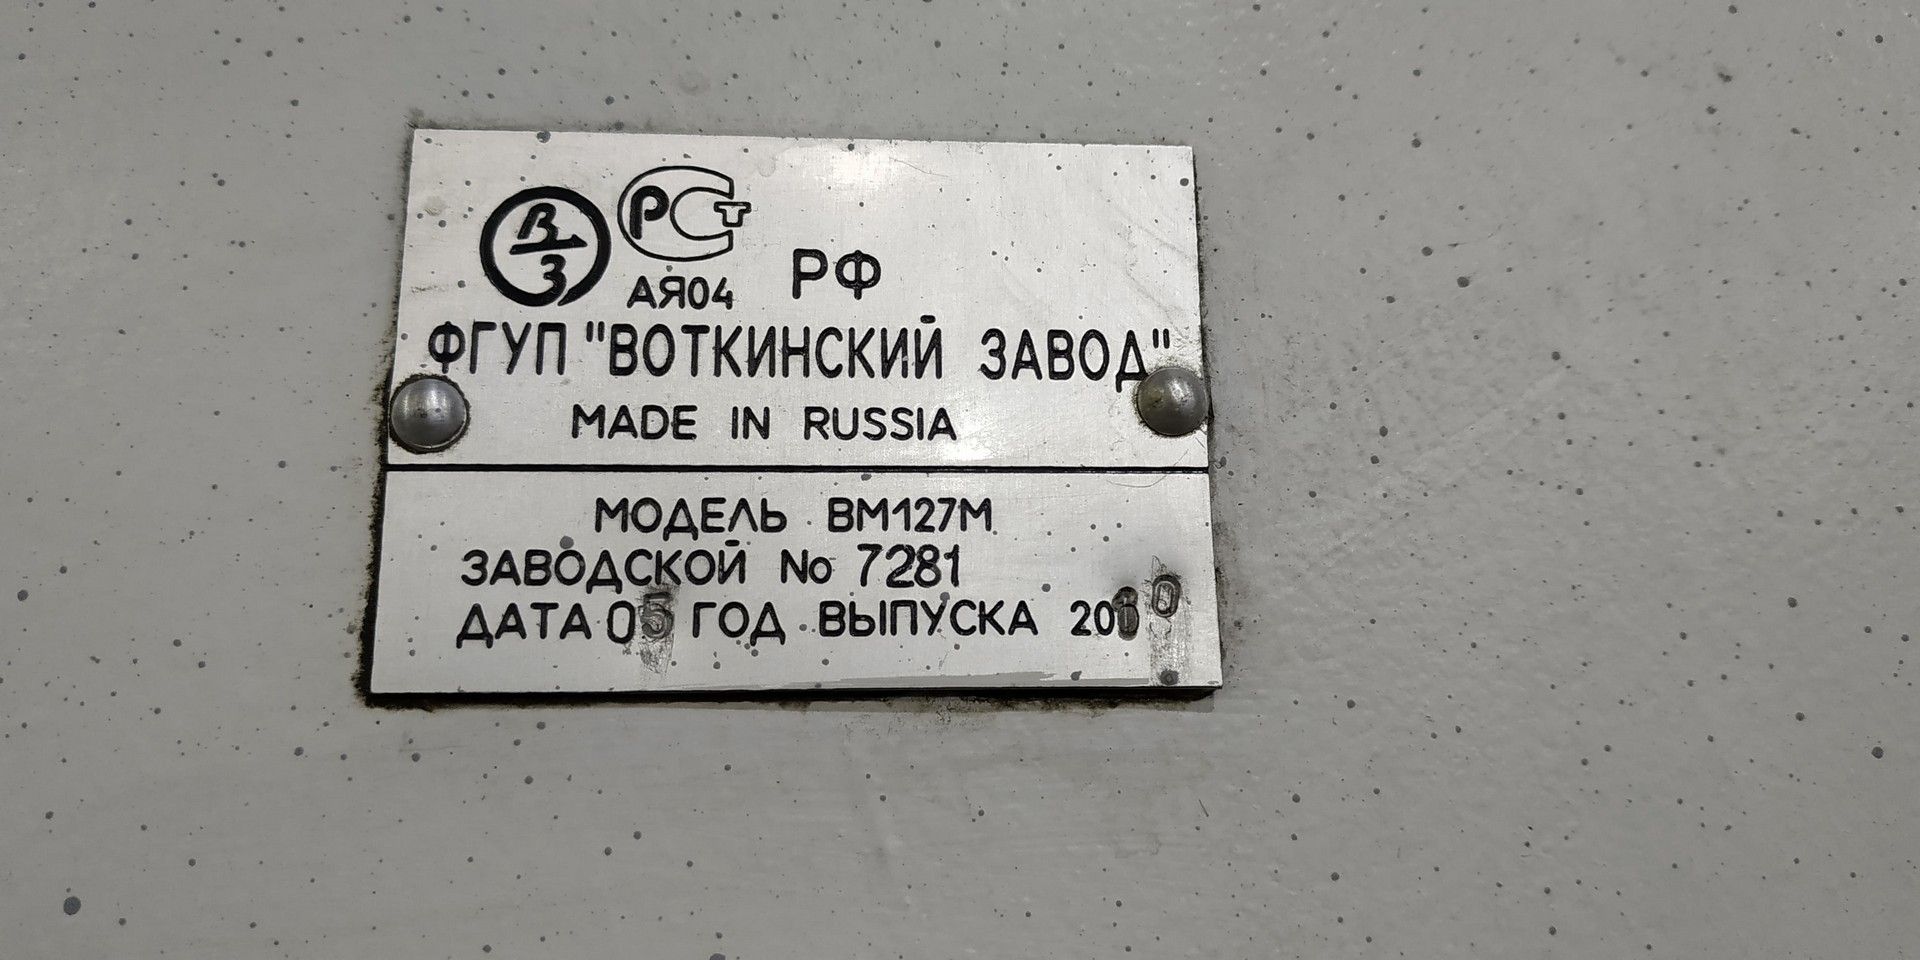 В/З РСТ
АЯ04 РФ
ФГУП "ВОТКИНСКИЙ ЗАВОД"
MADE IN RUSSIA
МОДЕЛЬ ВМ127М
ЗАВОДСКОЙ No 7281
ДАТА 05 ГОД ВЫПУСКА 2010